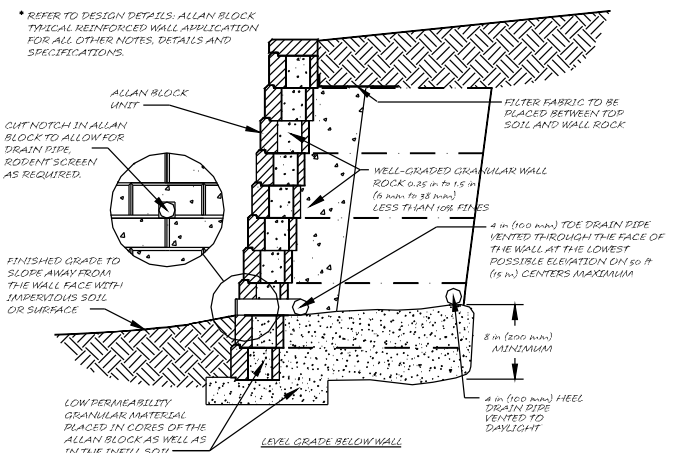 * REFER TO DESIGN DETAILS: ALLAN BLOCK
TYPICAL REINFORCED WALL APPLICATION
FOR ALL OTHER NOTES, DETAILS AND
SPECIFICATIONS.
ALLAN BLOCK
UNIT
CUT NOTCH IN ALLAN
BLOCK TO ALLOW FOR
DRAIN PIPE,
RODENT SCREEN
AS REQUIRED.
FILTER FABRIC TO BE
PLACED BETWEEN TOP
SOIL AND WALL ROCK
WELL-GRADED GRANULAR WALL
ROCK 0.25 in to 1.5 in
(6 mm to 38 mm)
LESS THAN 10% FINES
4 in (100 mm) TOE DRAIN PIPE
VENTED THROUGH THE FACE OF
THE WALL AT THE LOWEST
POSSIBLE ELEVATION ON 50 ft
(15 m) CENTERS MAXIMUM
FINISHED GRADE TO
SLOPE AWAY FROM
THE WALL FACE WITH
IMPERVIOUS SOIL
OR SURFACE
8 in (200 mm)
MINIMUM
4 in (100 mm) HEEL
DRAIN PIPE
VENTED TO
DAYLIGHT
LOW PERMEABILITY
GRANULAR MATERIAL
PLACED IN CORES OF THE
ALLAN BLOCK AS WELL AS
IN THE INFILL SOIL
LEVEL GRADE BELOW WALL